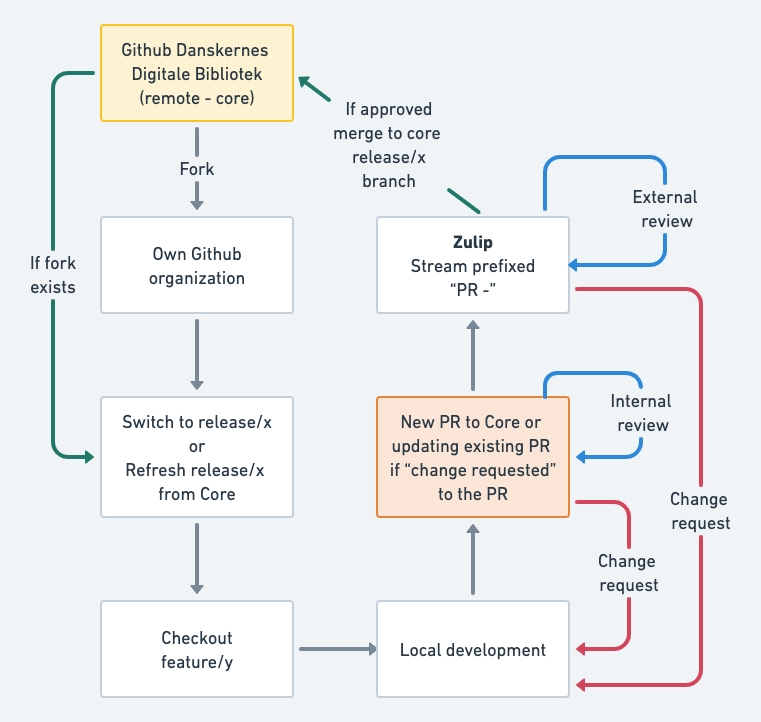 Github Danskernes
Digitale Bibliotek
(remote - core)
If approved
merge to core
release/x
branch
Fork
External
review
Own Github
organization
Zulip
Stream prefixed
“PR -”
If fork
exists
Switch to release/x
or
Refresh release/x
from Core
New PR to Core or
updating existing PR
if “change requested”
to the PR
Internal
review
Change
request
Change
request
Checkout
feature/y
Local development